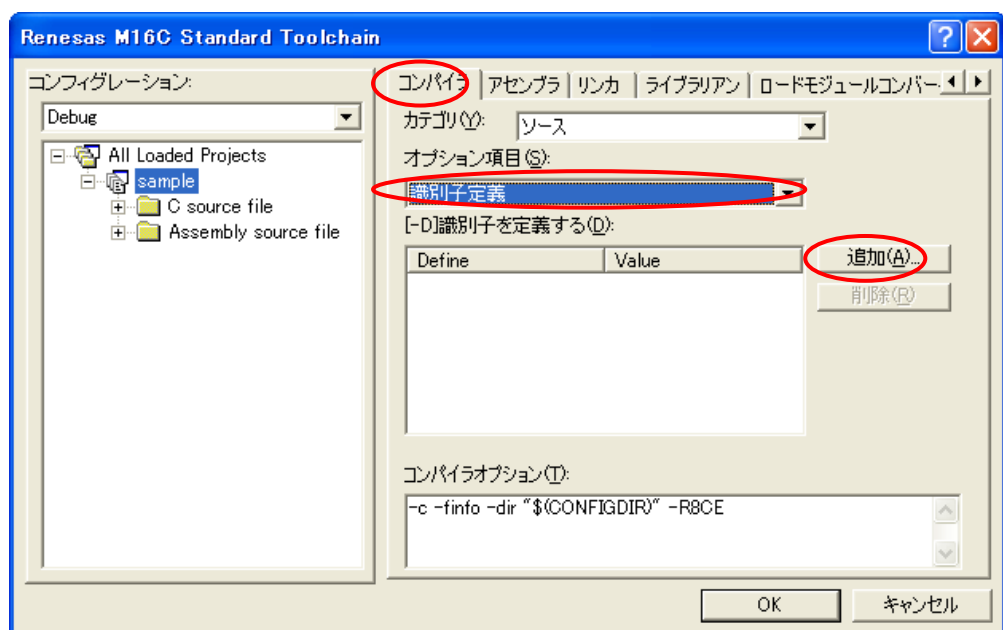 Renesas M16C Standard Toolchain
コンフィグレーション:
Debug
All Loaded Projects
sample
C source file
Assembly source file
コンパイラ アセンブラ リンカ ライブラリアン ロードモジュールコンバー
カテゴリ(Y): ソース
オプション項目(S):
識別子定義
[-D]識別子を定義する(D):
Define Value
追加(A)...
削除(R)
コンパイラオプション(T):
-c -finfo -dir "$(CONFIGDIR)" -R8CE
OK キャンセル